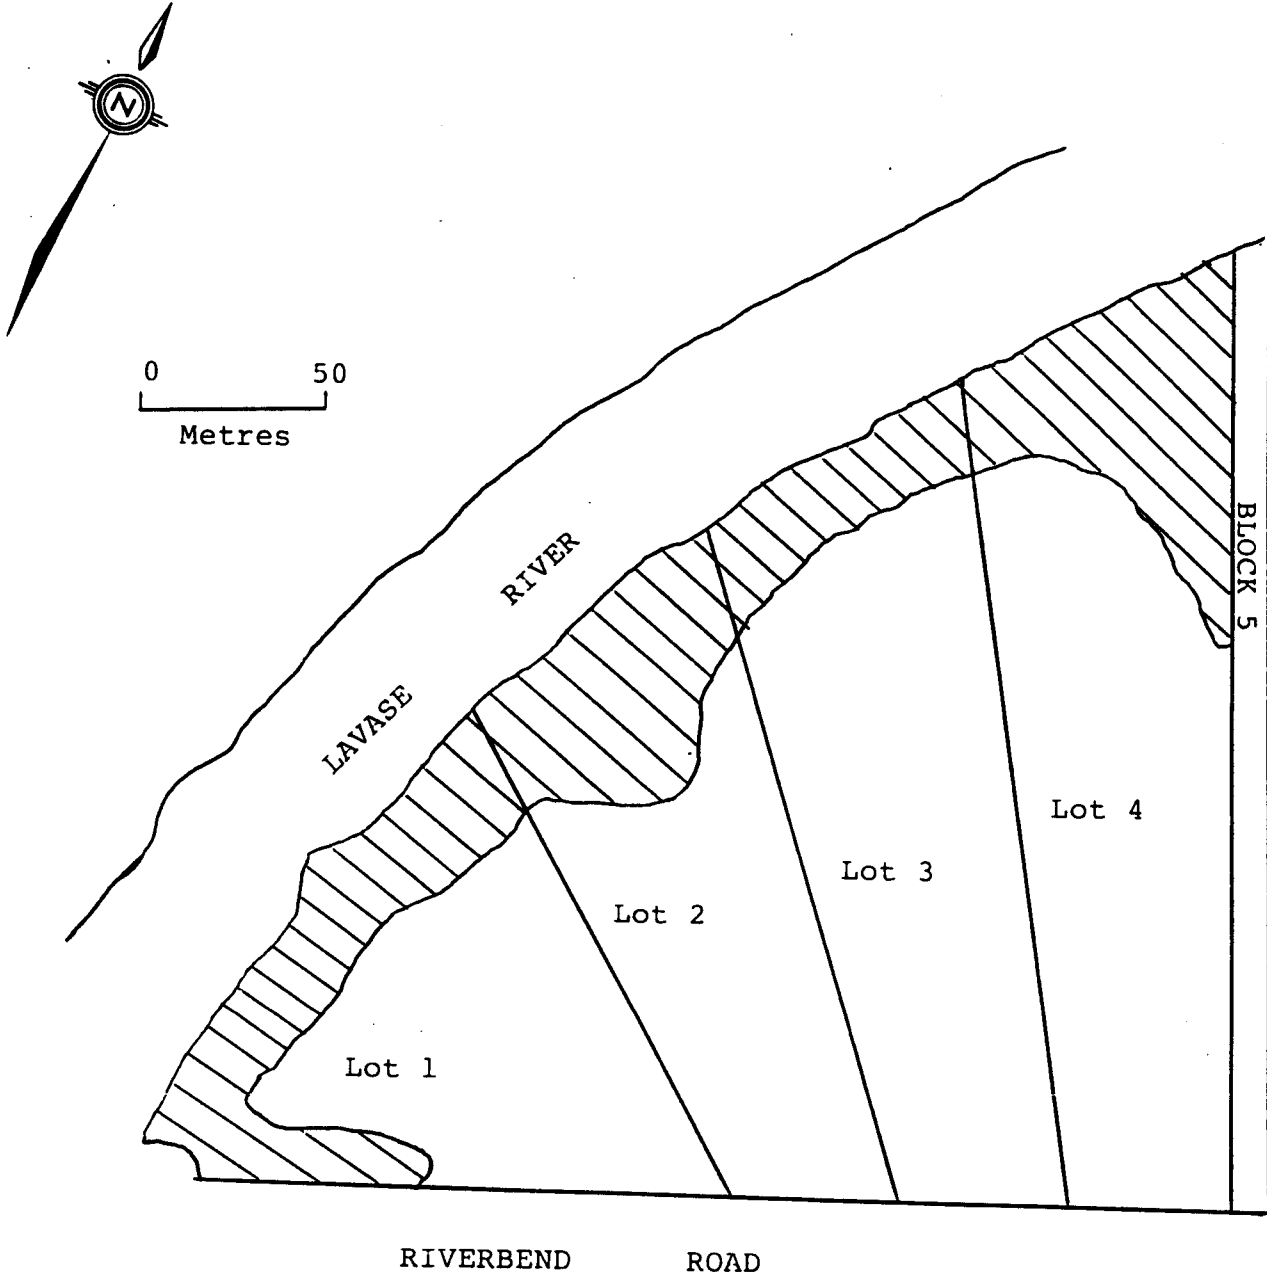 N
0 50
Metres
LAVASE RIVER
BLOCK 5
Lot 4
Lot 3
Lot 2
Lot 1
RIVERBEND ROAD